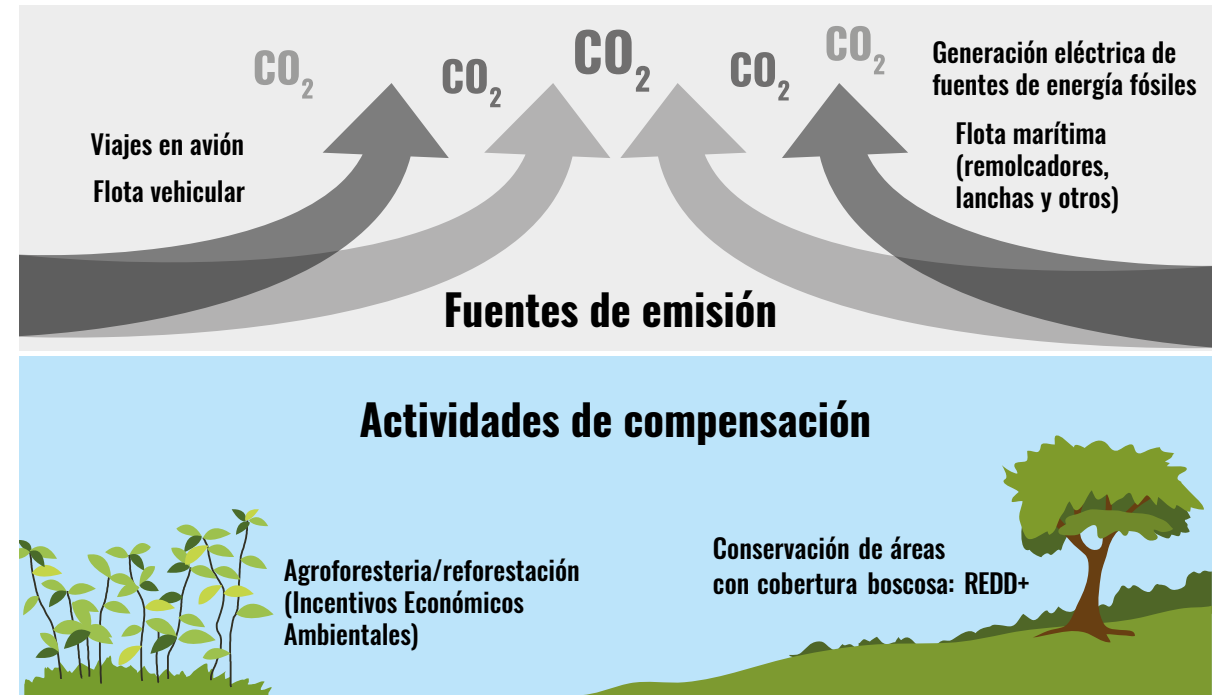 CO2
CO2
CO2
CO2
CO2
Generación eléctrica de
fuentes de energía fósiles
Viajes en avión
Flota vehicular
Flota marítima
(remolcadores,
lanchas y otros)
Fuentes de emisión
Actividades de compensación
Agroforesteria/reforestación
(Incentivos Económicos
Ambientales)
Conservación de áreas
con cobertura boscosa: REDD+